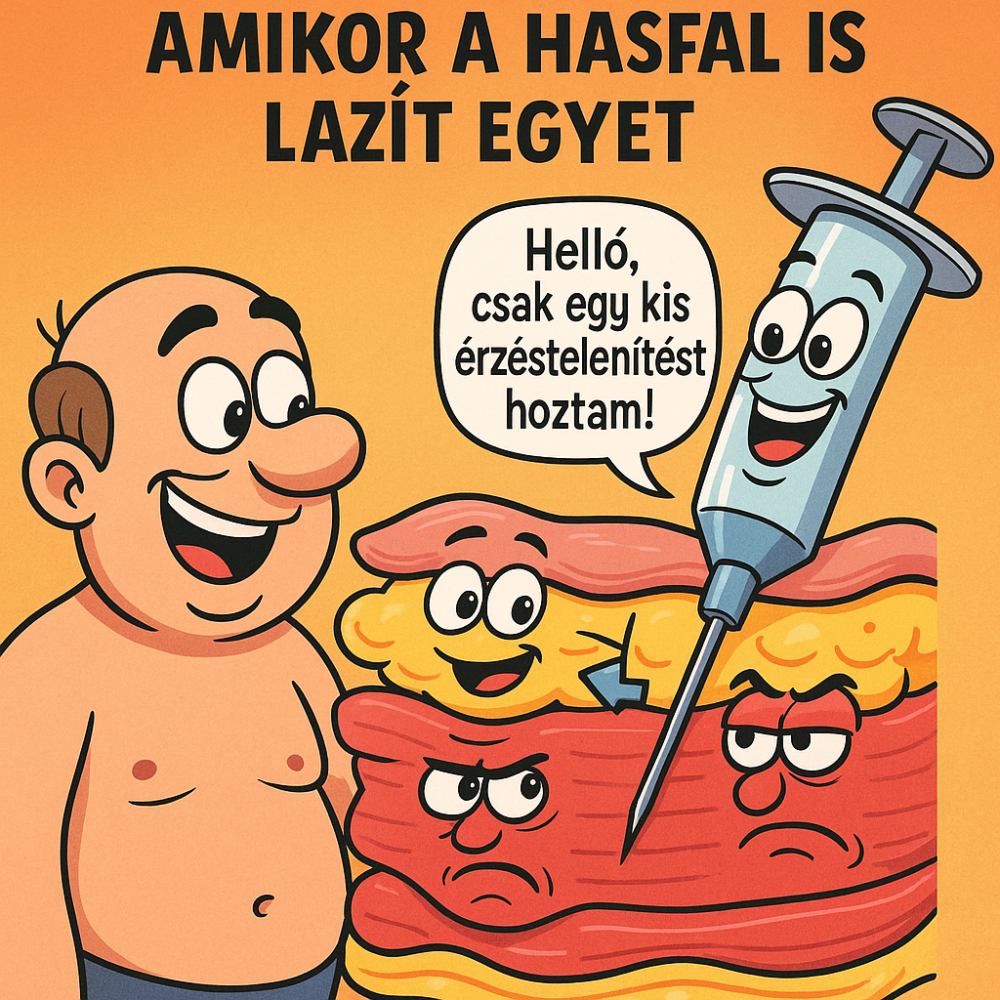 AMIKOR A HASFAL IS
LAZÍT EGYET
Helló,
csak egy kis
érzéstelenítést
hoztam!